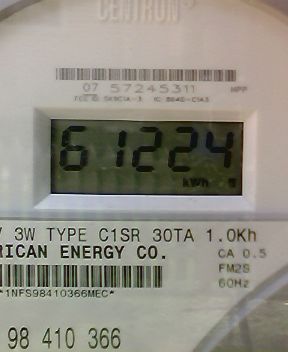 CENTRON
07 57245311 MPP
61224
kWh
V 3W TYPE C1SR 30TA 1.0Kh
RICAN ENERGY CO. CA 0.5
FM2S
60Hz
*1NFS98410366MEC*
98 410 366